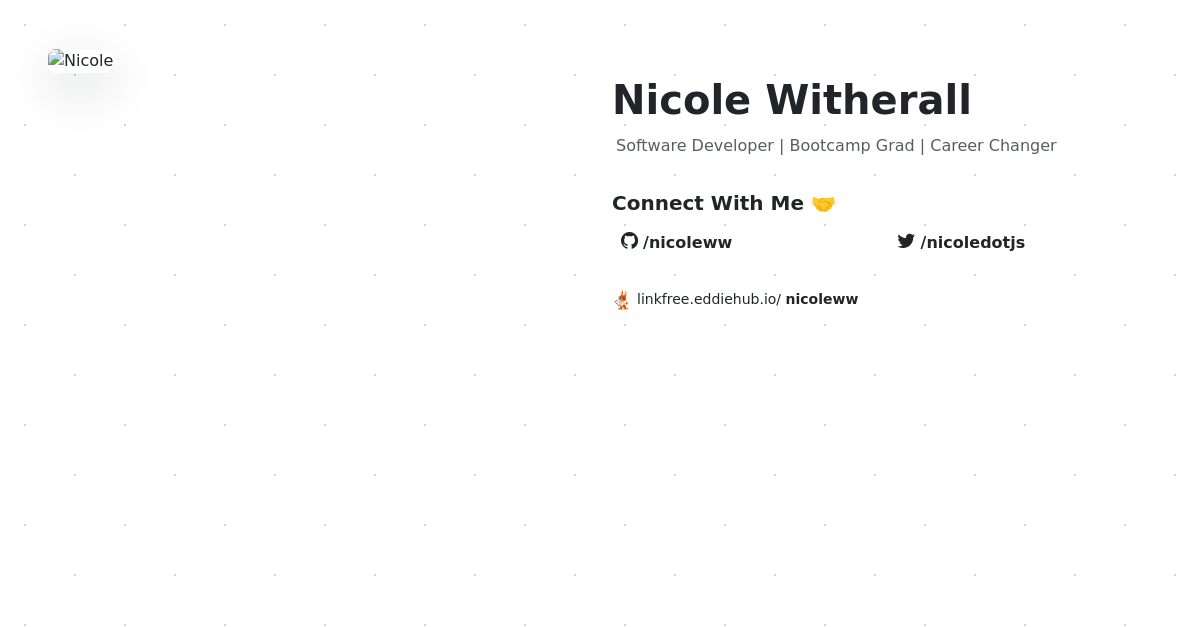 Nicole
Nicole Witherall
Software Developer | Bootcamp Grad | Career Changer
Connect With Me 🤝
/nicoleww
/nicoledotjs
linkfree.eddiehub.io/ nicoleww